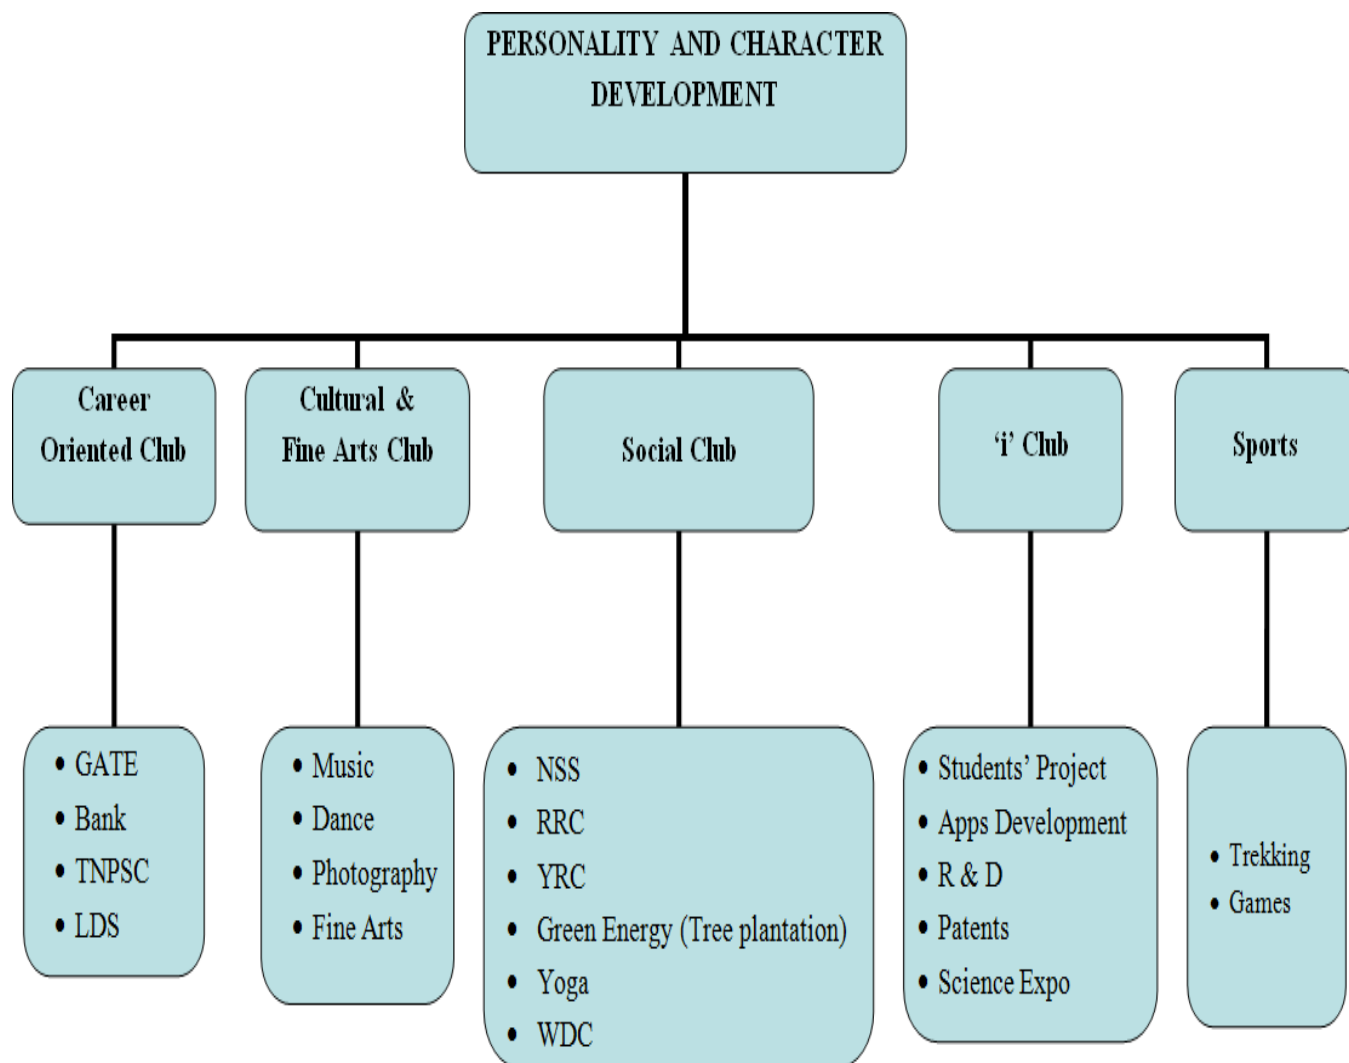 PERSONALITY AND CHARACTER
DEVELOPMENT
Career
Oriented Club
Cultural &
Fine Arts Club
Social Club
‘i’ Club
Sports
• GATE
• Bank
• TNPSC
• LDS
• Music
• Dance
• Photography
• Fine Arts
• NSS
• RRC
• YRC
• Green Energy (Tree plantation)
• Yoga
• WDC
• Students’ Project
• Apps Development
• R & D
• Patents
• Science Expo
• Trekking
• Games